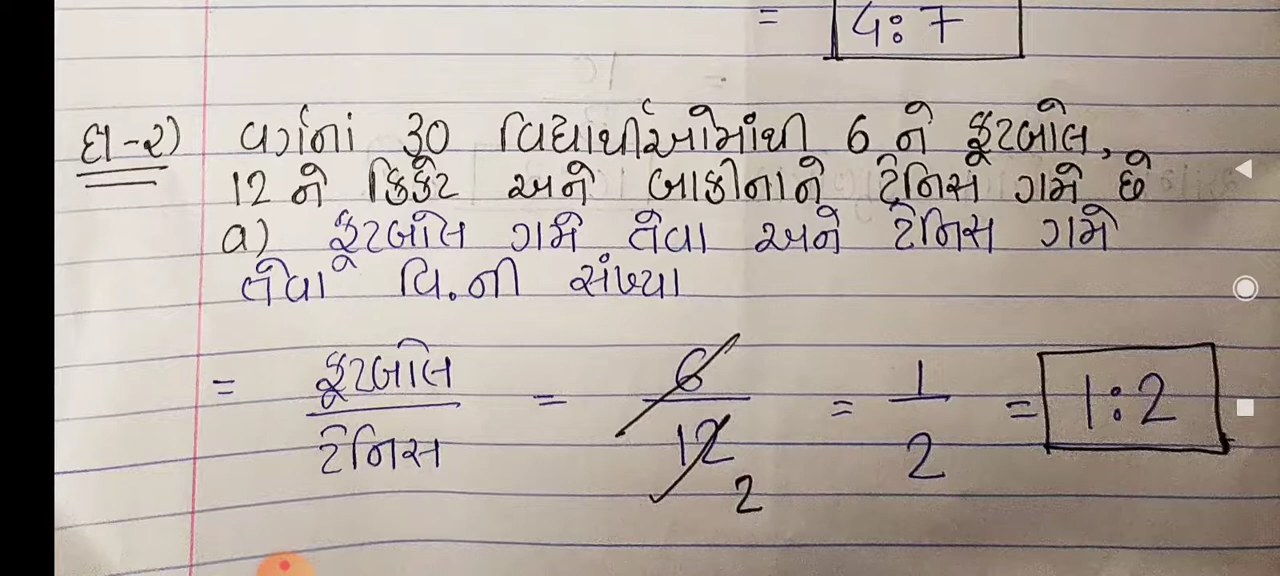 = 4:7
દા-૨) વર્ગનાં 30 વિદ્યાર્થીઓમાંથી 6 ને ફૂટબોલ,
12 ને ક્રિકેટ અને બાકીનાને ટેનિસ ગમે છે
a) ફૂટબોલ ગમે તેવા અને ટેનિસ ગમે
તેવા વિ.ની સંખ્યા
= ફૂટબોલ / ટેનિસ = 6 / 12 2 = 1 / 2 = 1:2